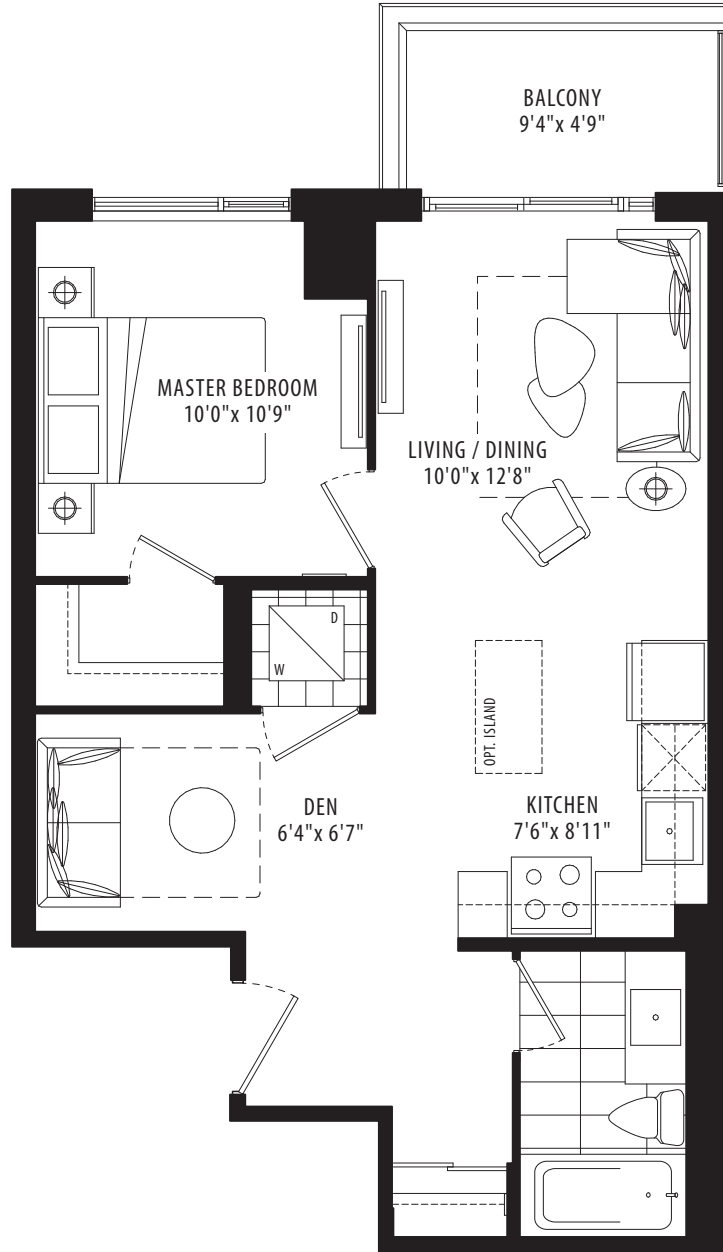 BALCONY
9'4"x 4'9"
MASTER BEDROOM
10'0"x 10'9"
LIVING / DINING
10'0"x 12'8"
D
W
OPT. ISLAND
DEN
6'4"x 6'7"
KITCHEN
7'6"x 8'11"